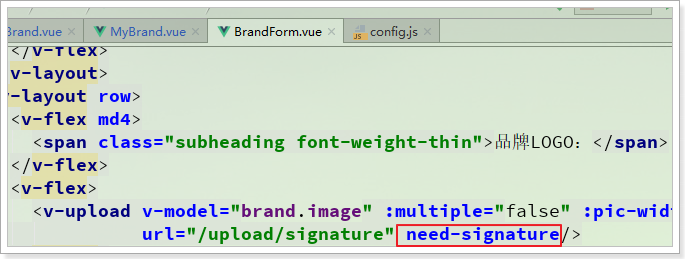 Brand.vue MyBrand.vue BrandForm.vue config.js
</v-flex>
v-layout>
-layout row>
<v-flex md4>
<span class="subheading font-weight-thin">品牌LOGO：</span>
</v-flex>
<v-flex>
<v-upload v-model="brand.image" :multiple="false" :pic-wid
url="/upload/signature" need-signature/>